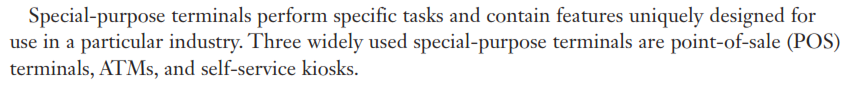 Special-purpose terminals perform specific tasks and contain features uniquely designed for
use in a particular industry. Three widely used special-purpose terminals are point-of-sale (POS)
terminals, ATMs, and self-service kiosks.